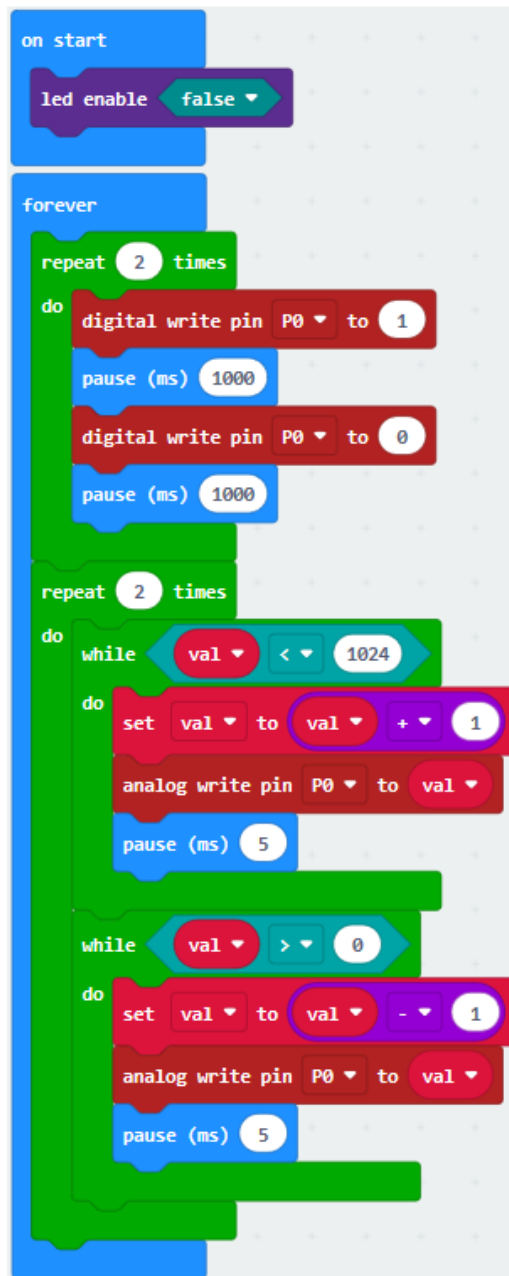 on start
led enable false
forever
repeat 2 times
do
digital write pin P0 to 1
pause (ms) 1000
digital write pin P0 to 0
pause (ms) 1000
repeat 2 times
do
while val < 1024
do
set val to val + 1
analog write pin P0 to val
pause (ms) 5
while val > 0
do
set val to val - 1
analog write pin P0 to val
pause (ms) 5